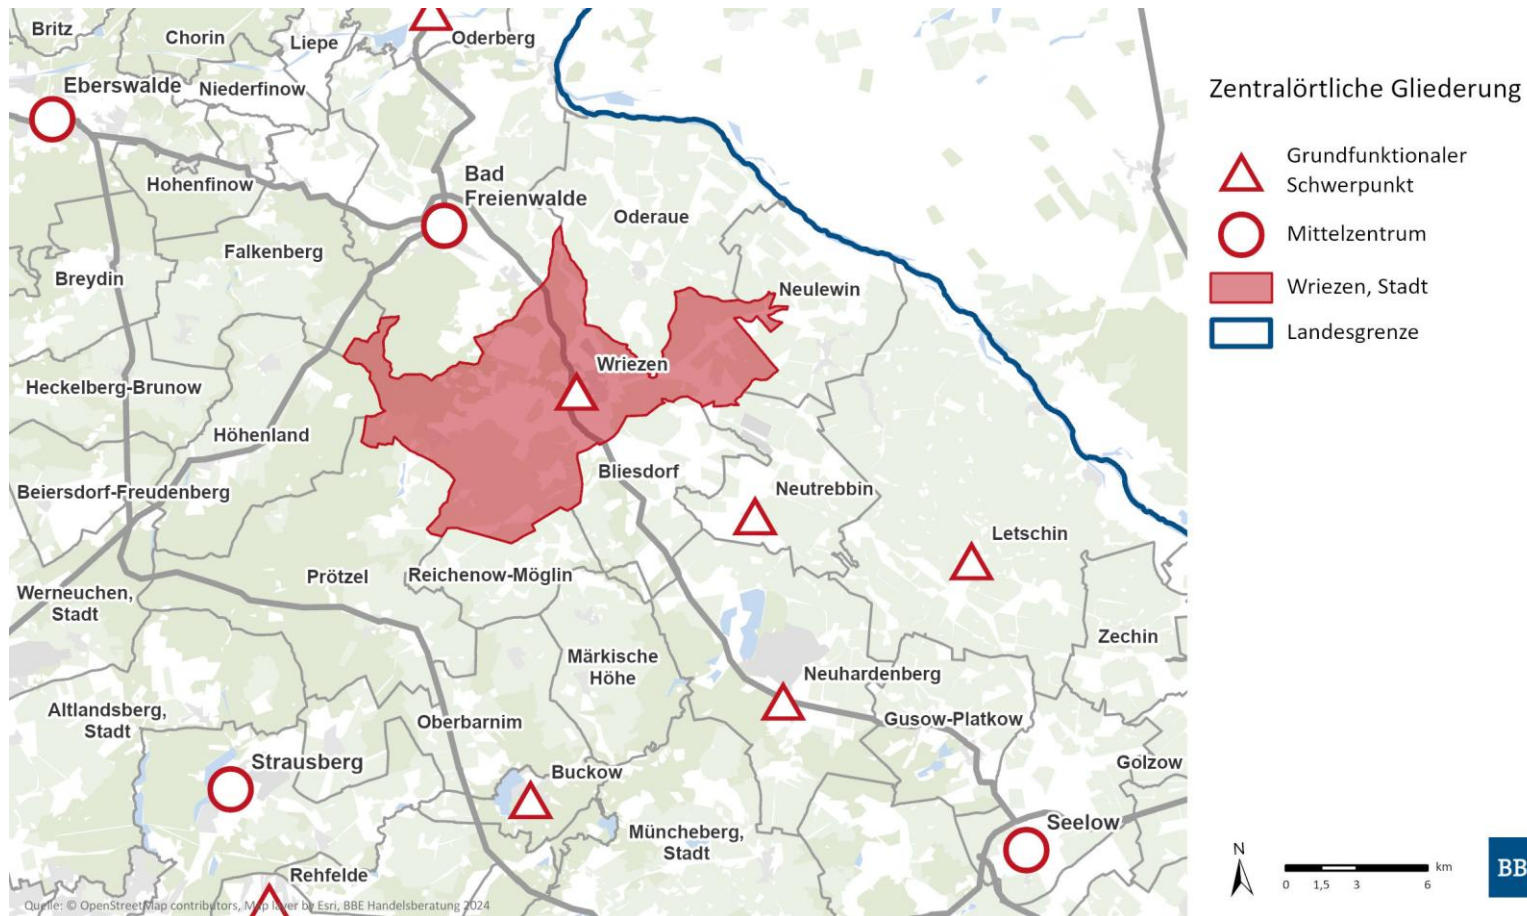 Britz
Chorin
Liepe
Oderberg
Eberswalde
Niederfinow
Hohenfinow
Bad
Freienwalde
Oderaue
Falkenberg
Breydin
Neulewin
Wriezen
Heckelberg-Brunow
Höhenland
Bliesdorf
Beiersdorf-Freudenberg
Neutrebbin
Letschin
Prötzel
Reichenow-Möglin
Werneuchen,
Stadt
Zechin
Märkische
Höhe
Neuhardenberg
Altlandsberg,
Stadt
Oberbarnim
Gusow-Platkow
Strausberg
Buckow
Golzow
Müncheberg,
Stadt
Seelow
Rehfelde
Quelle: © OpenStreetMap contributors, Map layer by Esri, BBE Handelsberatung 2024
Zentralörtliche Gliederung
Grundfunktionaler
Schwerpunkt
Mittelzentrum
Wriezen, Stadt
Landesgrenze
N
km
0 1,5 3 6
BB